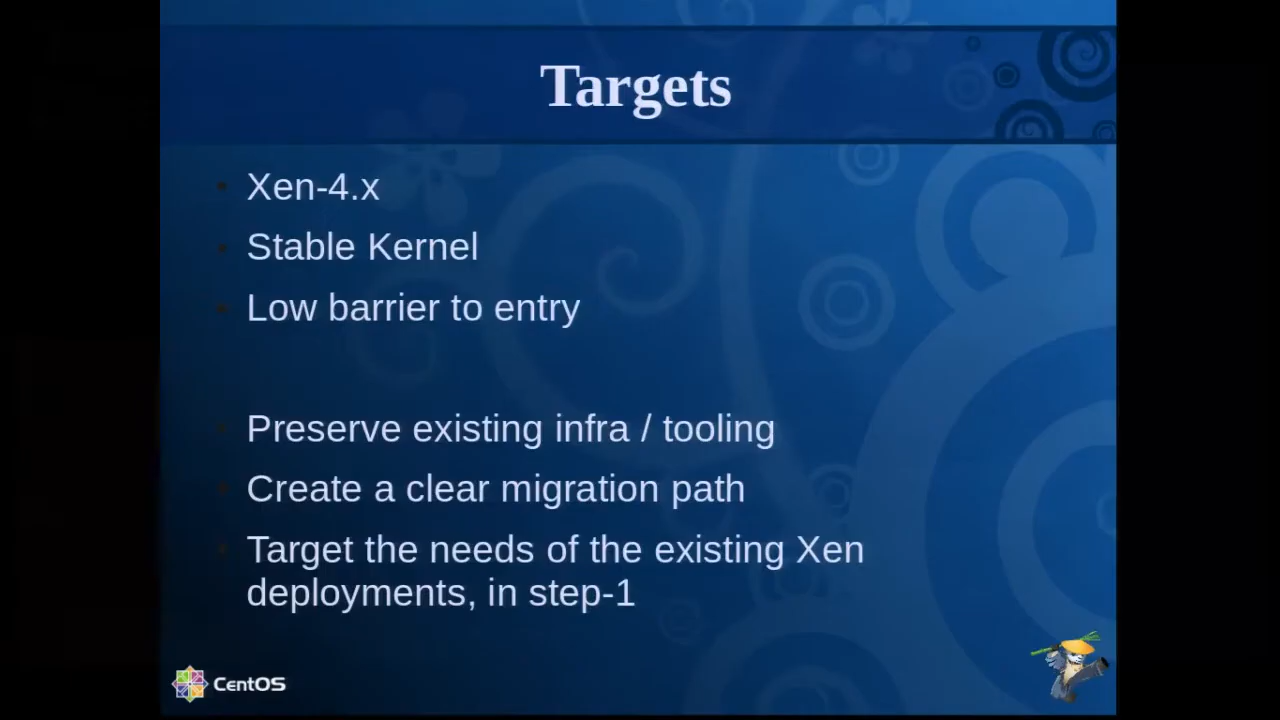 Targets
Xen-4.x
Stable Kernel
Low barrier to entry
Preserve existing infra / tooling
Create a clear migration path
Target the needs of the existing Xen
deployments, in step-1
CentOS